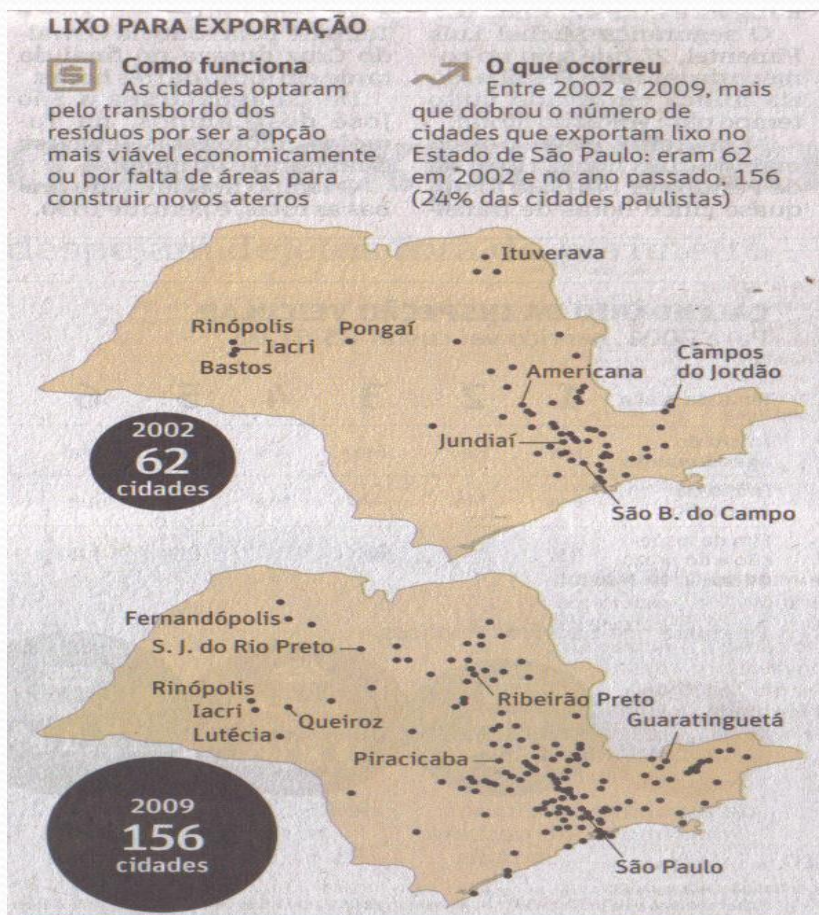 LIXO PARA EXPORTAÇÃO
Como funciona
As cidades optaram
pelo transbordo dos
resíduos por ser a opção
mais viável economicamente
ou por falta de áreas para
construir novos aterros
O que ocorreu
Entre 2002 e 2009, mais
que dobrou o número de
cidades que exportam lixo no
Estado de São Paulo: eram 62
em 2002 e no ano passado, 156
(24% das cidades paulistas)
Ituverava
Rinópolis
Pongaí
Iacri
Bastos
Americana
Campos
do Jordão
Jundiaí
São B. do Campo
2002
62
cidades
Fernandópolis
S. J. do Rio Preto
Rinópolis
Iacri
Queiroz
Lutécia
Ribeirão Preto
Guaratinguetá
Piracicaba
São Paulo
2009
156
cidades